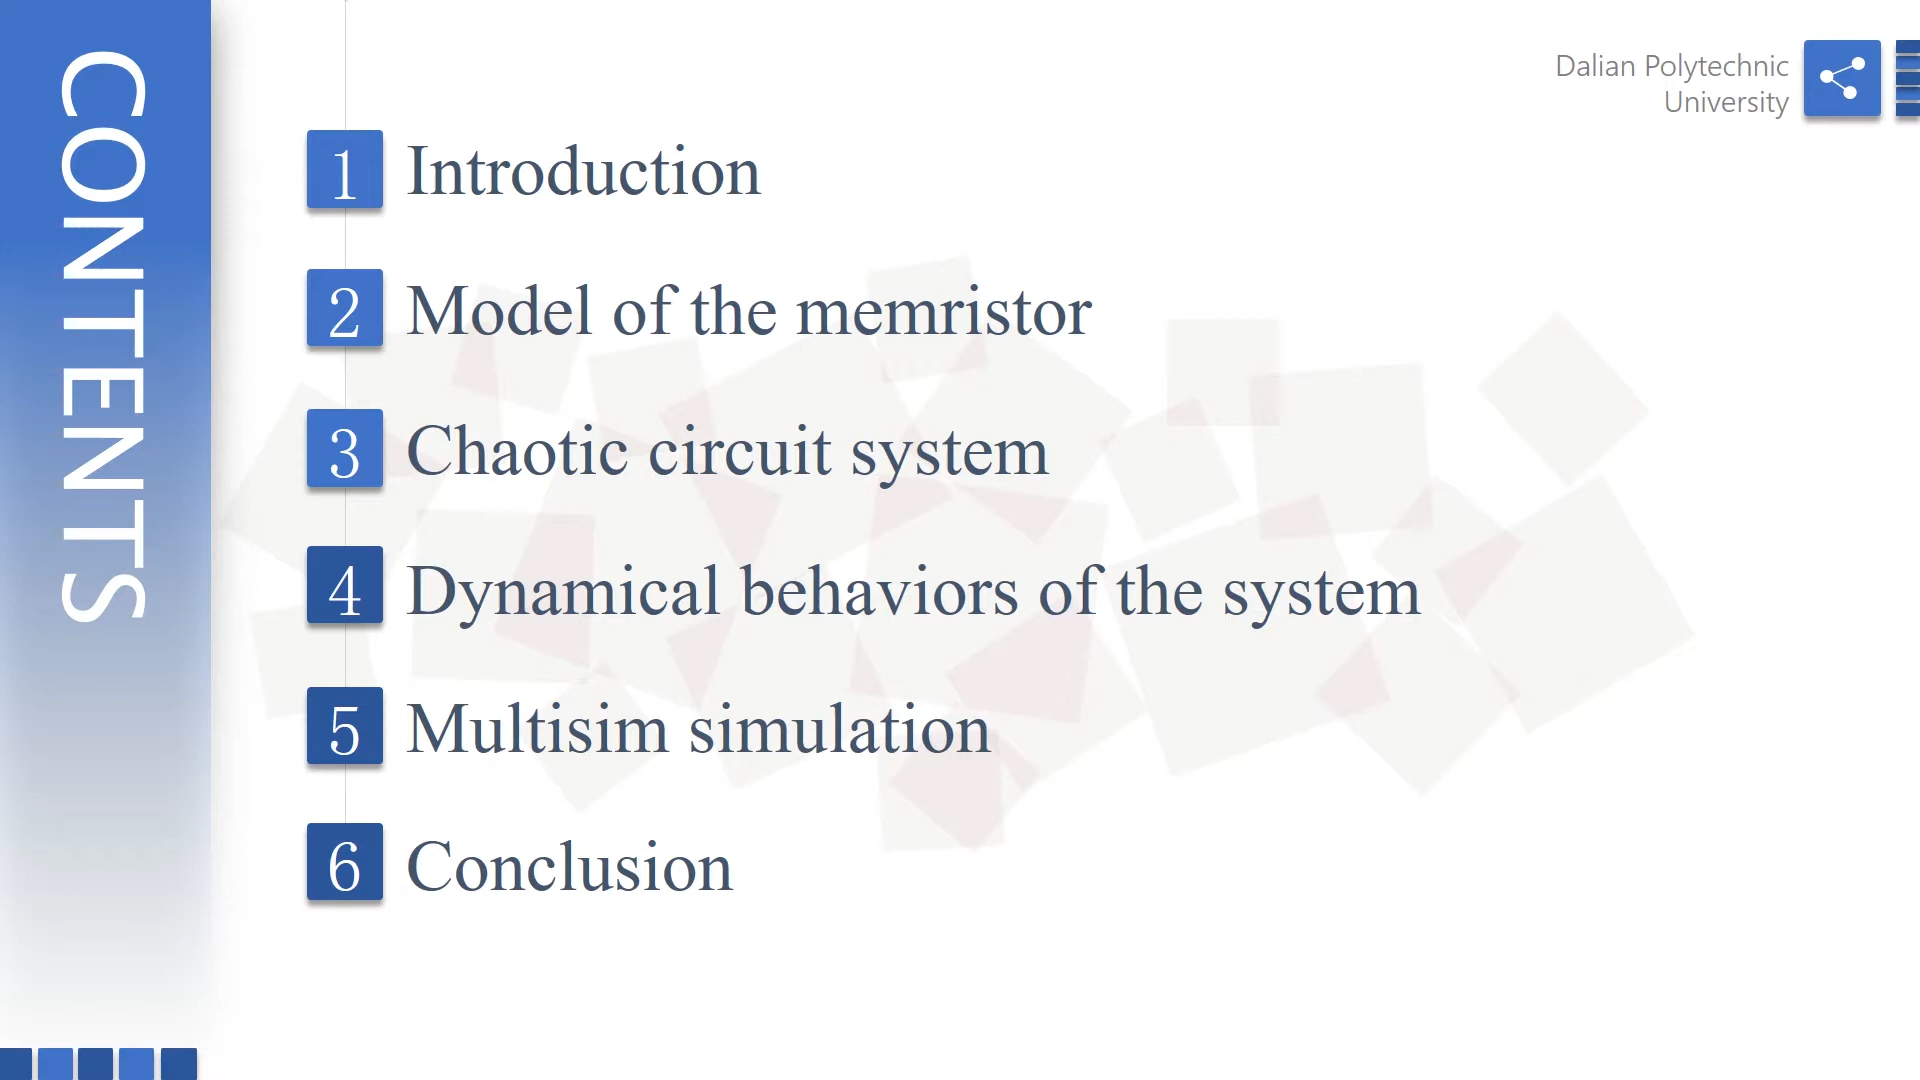 CONTENTS
Dalian Polytechnic
University
1 Introduction
2 Model of the memristor
3 Chaotic circuit system
4 Dynamical behaviors of the system
5 Multisim simulation
6 Conclusion